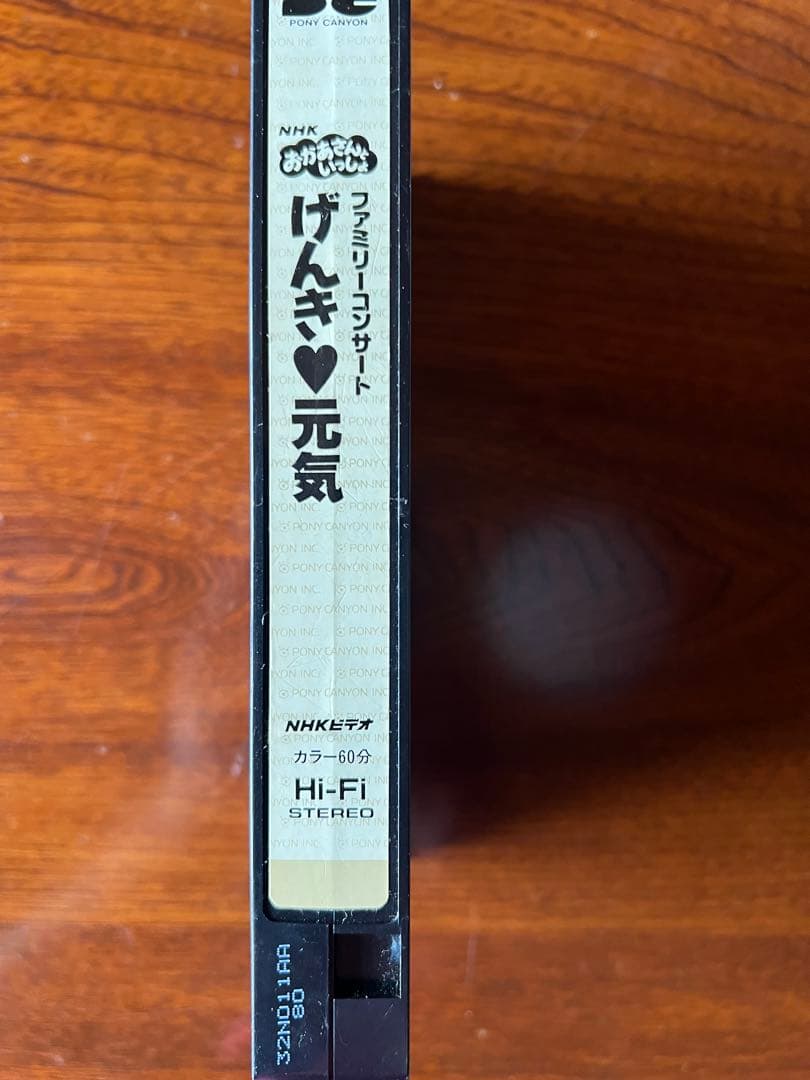 PONY CANYON
NHK
おかあさんと
いっしょ
ファミリーコンサート
げんき♥元気
NHKビデオ
カラー60分
Hi-Fi
STEREO
32N011AA
80